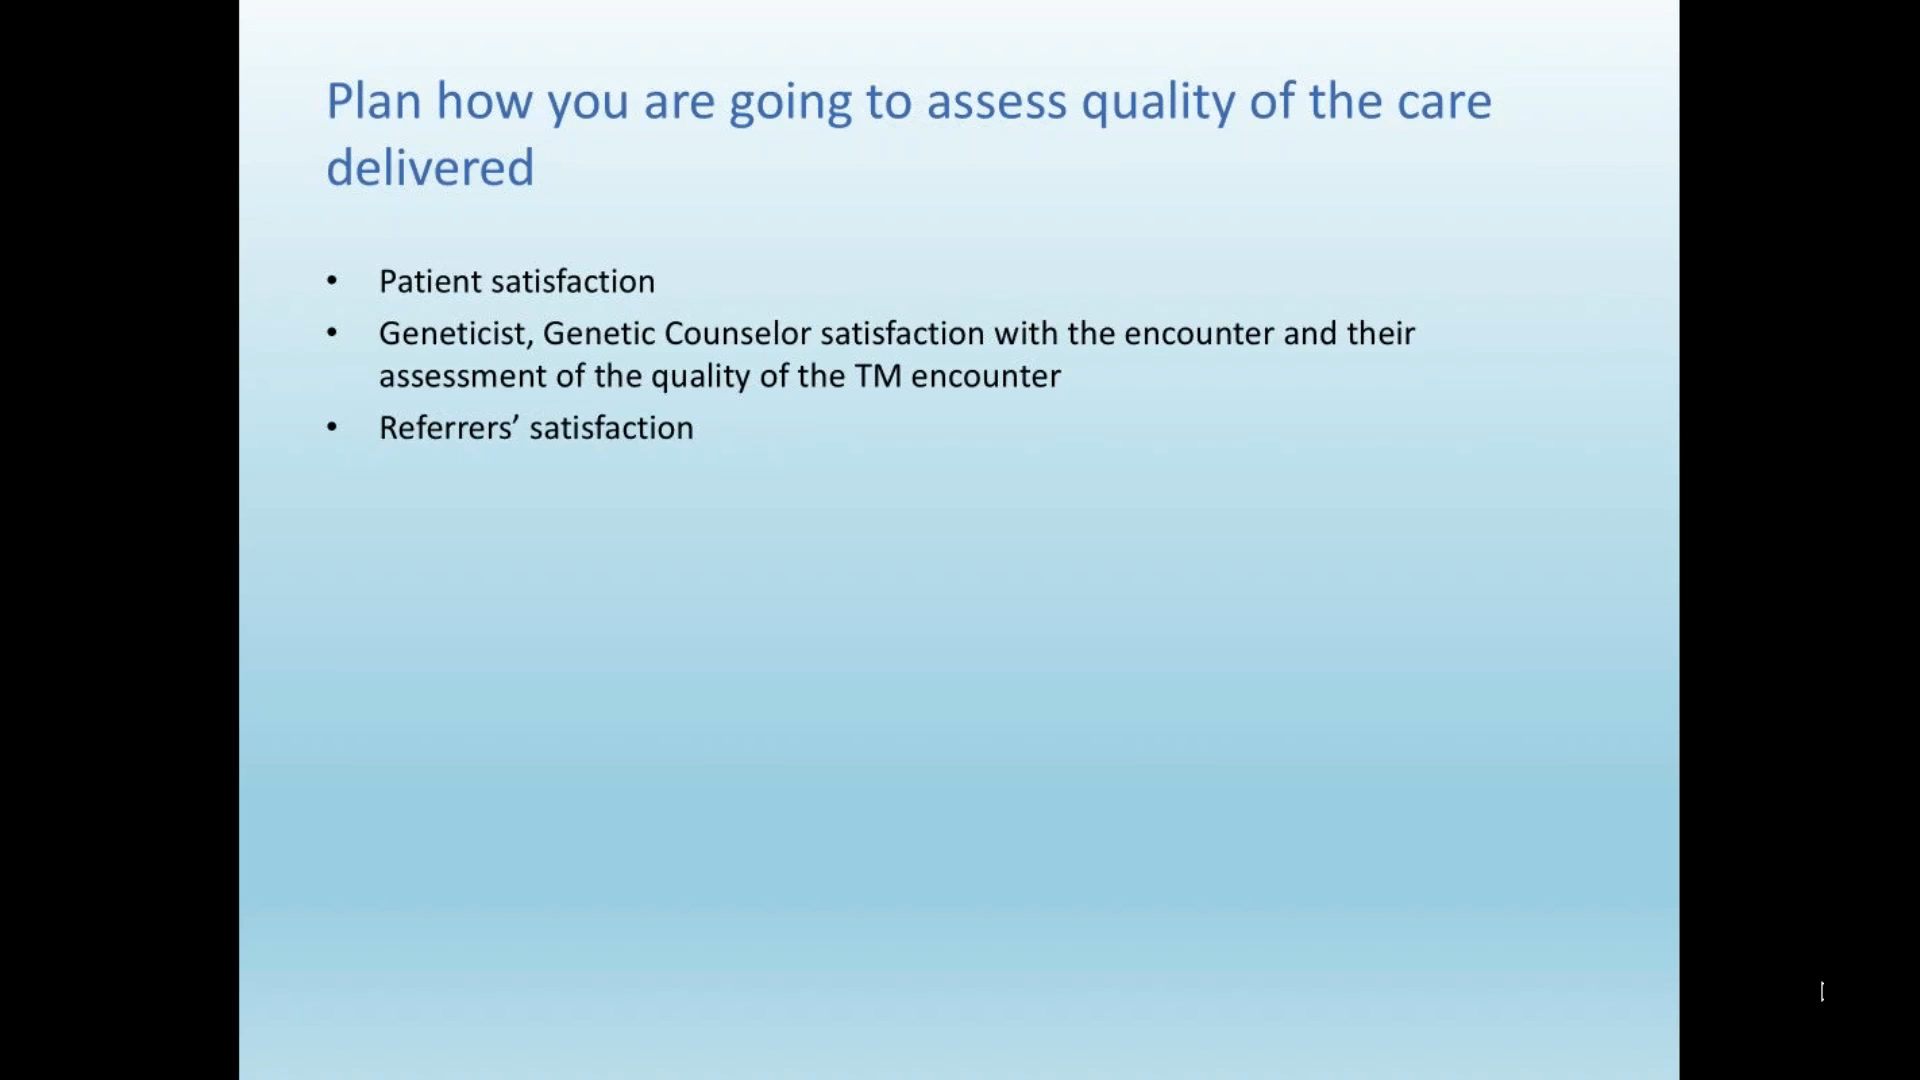 Plan how you are going to assess quality of the care
delivered
• Patient satisfaction
• Geneticist, Genetic Counselor satisfaction with the encounter and their
assessment of the quality of the TM encounter
• Referrers’ satisfaction